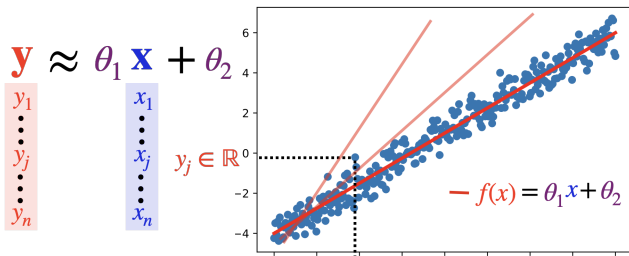 y ≈ θ₁ x + θ₂
y₁ x₁
⋮ ⋮
yⱼ xⱼ
⋮ ⋮
yₙ xₙ
yⱼ ∈ ℝ
6
4
2
0
−2
−4
f(x) = θ₁x + θ₂